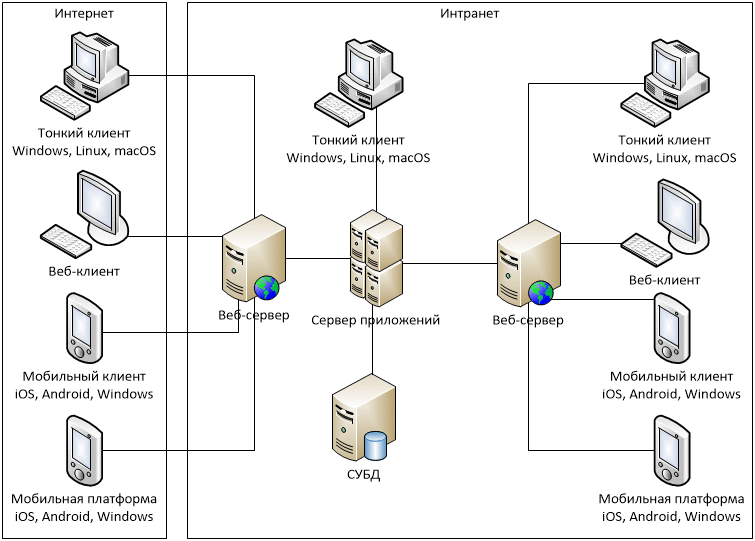 Интернет
Интранет
Тонкий клиент
Windows, Linux, macOS
Тонкий клиент
Windows, Linux, macOS
Тонкий клиент
Windows, Linux, macOS
Веб-клиент
Веб-клиент
Веб-сервер
Сервер приложений
Веб-сервер
Мобильный клиент
iOS, Android, Windows
Мобильный клиент
iOS, Android, Windows
СУБД
Мобильная платформа
iOS, Android, Windows
Мобильная платформа
iOS, Android, Windows